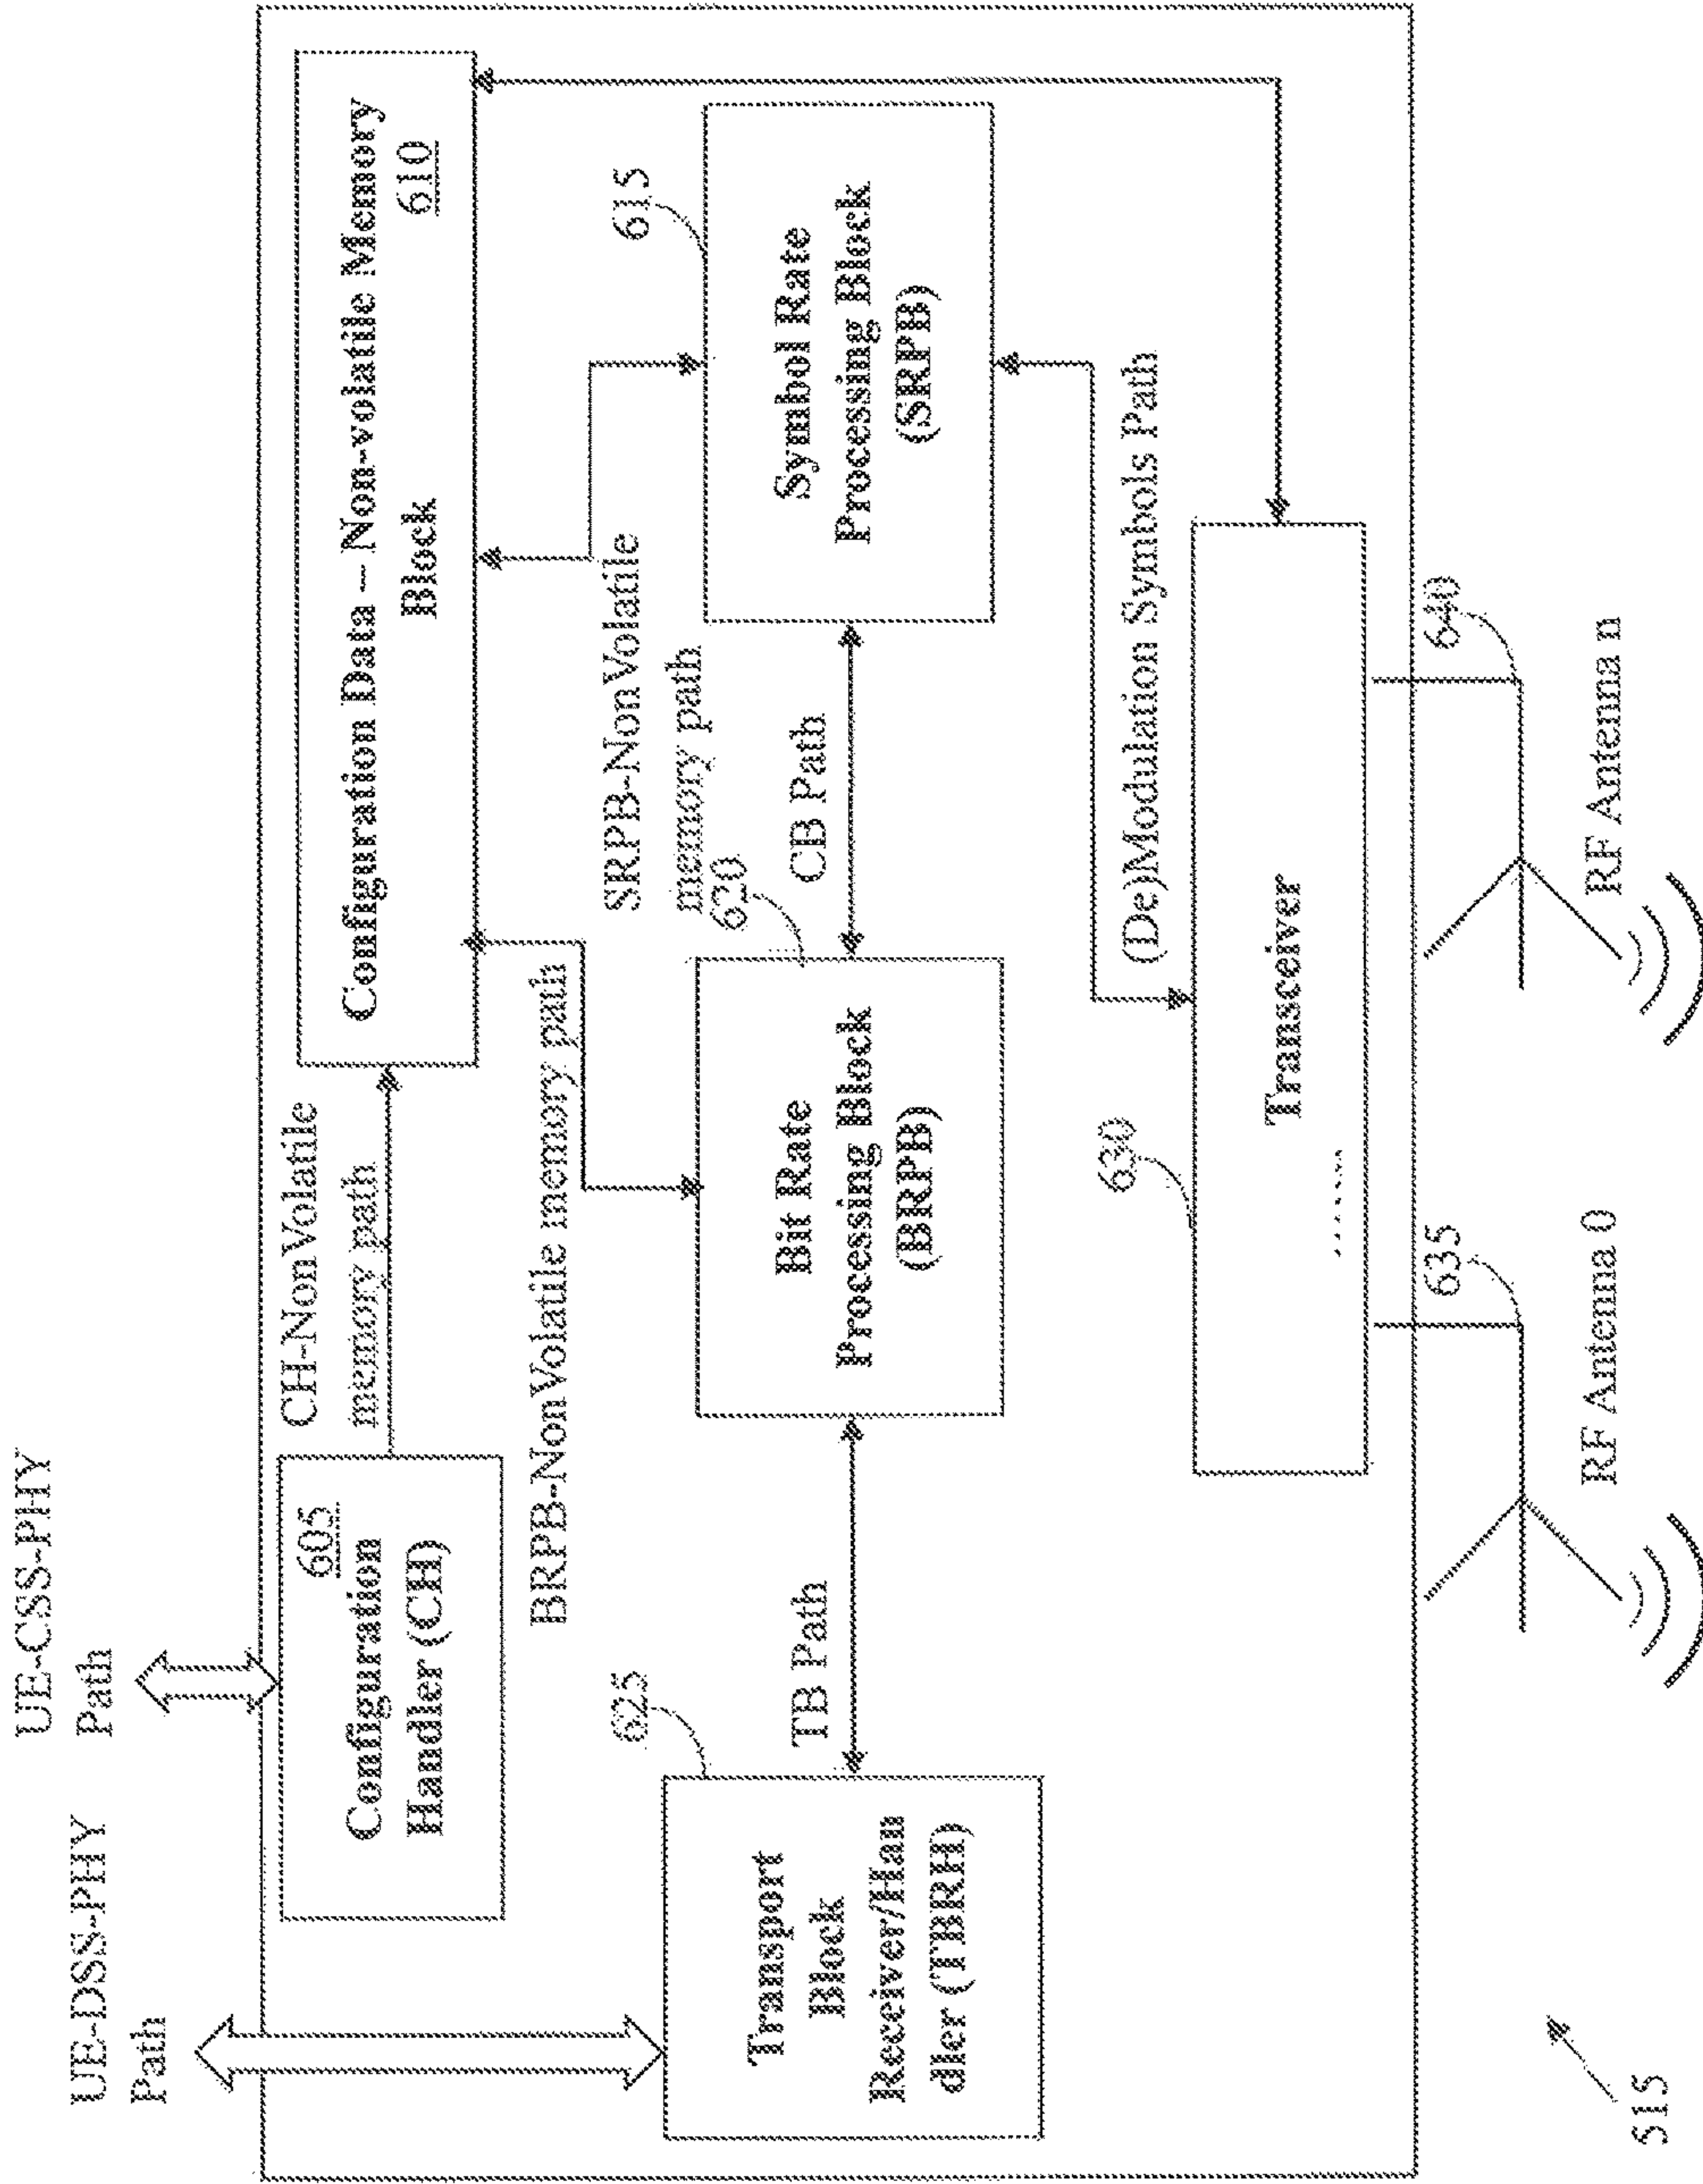 UE-DSS-PHY
Path
UE-CSS-PHY
Path
605
Configuration
Handler (CH)
CH-NonVolatile
memory path
Configuration Data – Non-volatile Memory
Block
610
BRPB-NonVolatile memory path
SRPB-NonVolatile
memory path
625
Transport
Block
Receiver/Han
dler (TBRH)
TB Path
620
Bit Rate
Processing Block
(BRPB)
CB Path
615
Symbol Rate
Processing Block
(SRPB)
(De)Modulation Symbols Path
630
Transceiver
......
635
RF Antenna 0
640
RF Antenna n
515